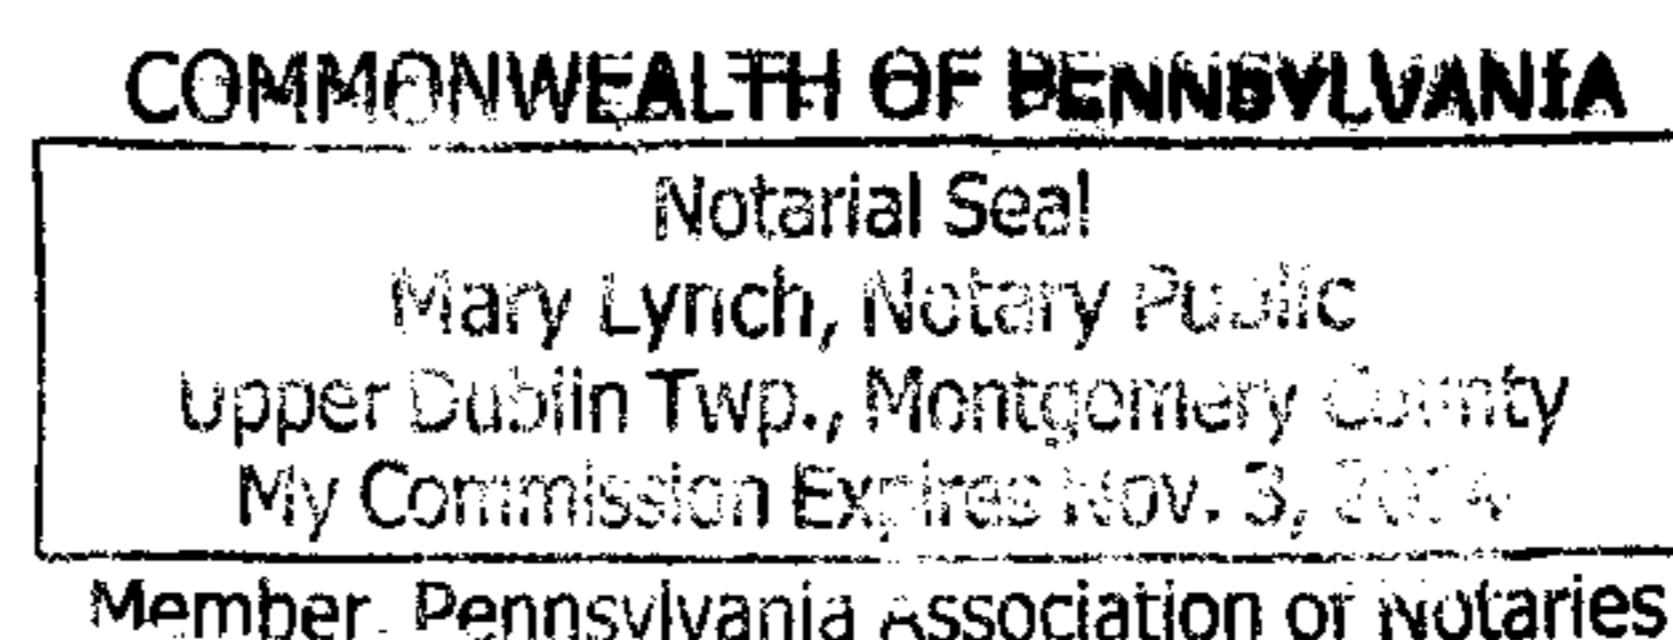 COMMONWEALTH OF PENNSYLVANIA
Notarial Seal
Mary Lynch, Notary Public
Upper Dublin Twp., Montgomery County
My Commission Expires Nov. 3,
Member, Pennsylvania Association of Notaries